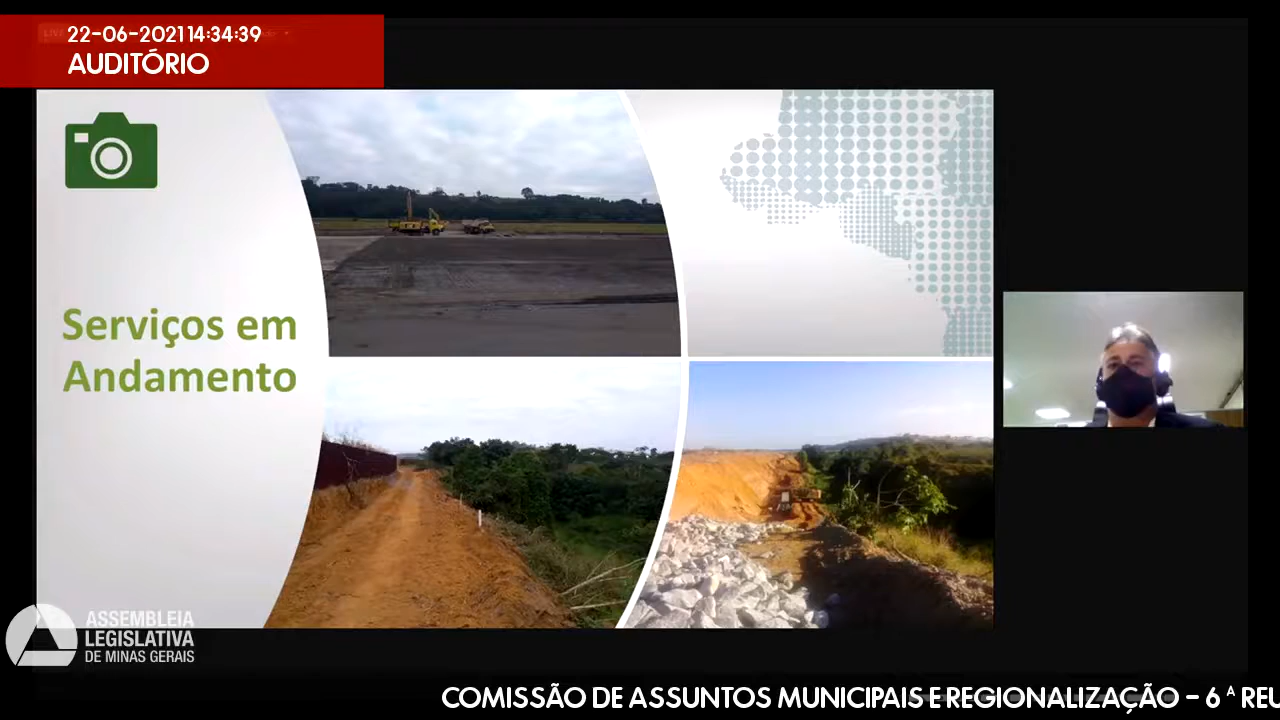 22-06-2021 14:34:39
AUDITÓRIO
Serviços em
Andamento
ASSEMBLEIA
LEGISLATIVA
DE MINAS GERAIS
COMISSÃO DE ASSUNTOS MUNICIPAIS E REGIONALIZAÇÃO - 6ª REU